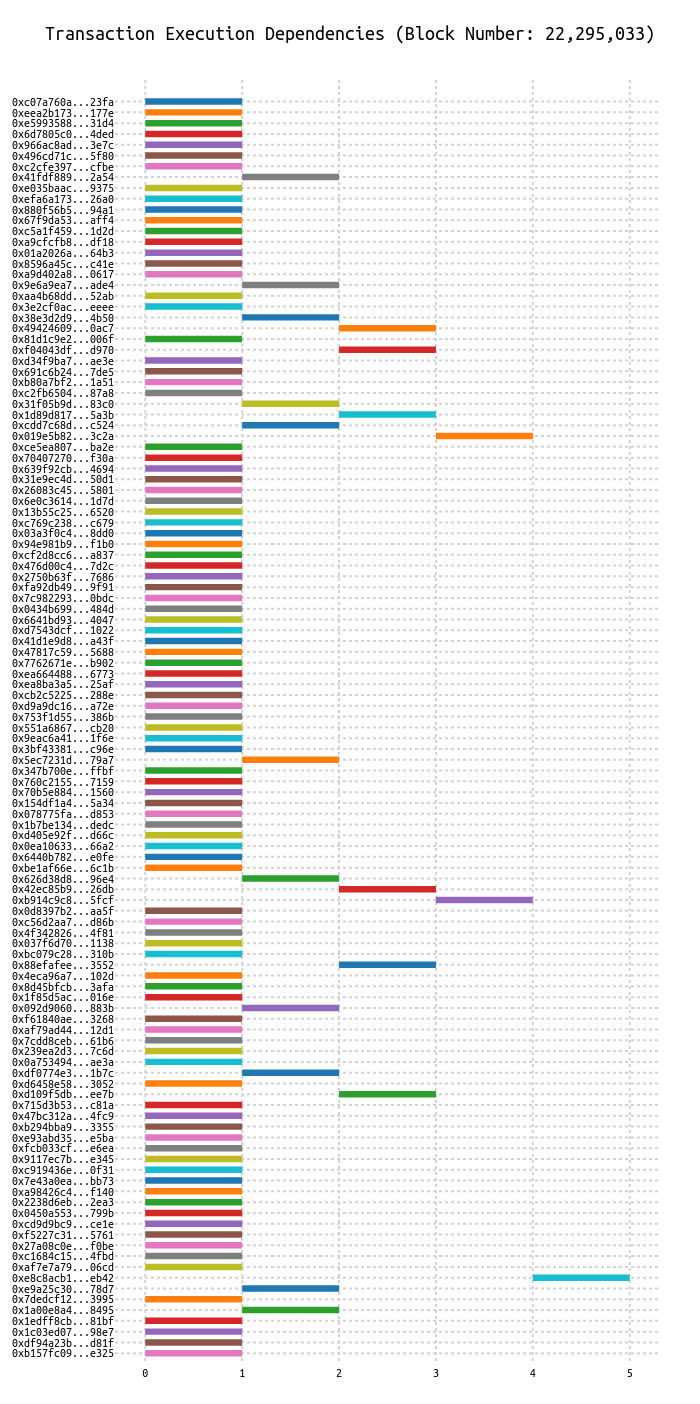 Transaction Execution Dependencies (Block Number: 22,295,033)
0xc07a760a...23fa
0xeea2b173...177e
0xe5993588...31d4
0x6d7805c0...4ded
0x966ac8ad...3e7c
0x496cd71c...5f80
0xc2cfe397...cfbe
0x41fdf889...2a54
0xe035baac...9375
0xefa6a173...26a0
0x880f56b5...94a1
0x67f9da53...aff4
0xc5a1f459...1d2d
0xa9cfcfb8...df18
0x01a2026a...64b3
0x8596a45c...c41e
0xa9d402a8...0617
0x9e6a9ea7...ade4
0xaa4b68dd...52ab
0x3e2cf0ac...eeee
0x38e3d2d9...4b50
0x49424609...0ac7
0x81d1c9e2...006f
0xf04043df...d970
0xd34f9ba7...ae3e
0x691c6b24...7de5
0xb80a7bf2...1a51
0xc2fb6504...87a8
0x31f05b9d...83c0
0x1d89d817...5a3b
0xcdd7c68d...c524
0x019e5b82...3c2a
0xce5ea807...ba2e
0x70407270...f30a
0x639f92cb...4694
0x31e9ec4d...50d1
0x26083c45...5801
0x6e0c3614...1d7d
0x13b55c25...6520
0xc769c238...c679
0x03a3f0c4...8dd0
0x94e981b9...f1b0
0xcf2d8cc6...a837
0x476d00c4...7d2c
0x2750b63f...7686
0xfa92db49...9f91
0x7c982293...0bdc
0x0434b699...484d
0x6641bd93...4047
0xd7543dcf...1022
0x41d1e9d8...a43f
0x47817c59...5688
0x7762671e...b902
0xea664488...6773
0xea8ba3a5...25af
0xcb2c5225...288e
0xd9a9dc16...a72e
0x753f1d55...386b
0x551a6867...cb20
0x9eac6a41...1f6e
0x3bf43381...c96e
0x5ec7231d...79a7
0x347b700e...ffbf
0x760c2155...7159
0x70b5e884...1560
0x154df1a4...5a34
0x078775fa...d853
0x1b7be134...dedc
0xd405e92f...d66c
0x0ea10633...66a2
0x6440b782...e0fe
0xbe1af66e...6c1b
0x626d38d8...96e4
0x42ec85b9...26db
0xb914c9c8...5fcf
0x0d8397b2...aa5f
0xc56d2aa7...d86b
0x4f342826...4f81
0x037f6d70...1138
0xbc079c28...310b
0x88efafee...3552
0x4eca96a7...102d
0x8d45bfcb...3afa
0x1f85d5ac...016e
0x092d9060...883b
0xf61840ae...3268
0xaf79ad44...12d1
0x7cdd8ceb...61b6
0x239ea2d3...7c6d
0x0a753494...ae3a
0xdf0774e3...1b7c
0xd6458e58...3052
0xd109f5db...ee7b
0x715d3b53...c81a
0x47bc312a...4fc9
0xb294bba9...3355
0xe93abd35...e5ba
0xfcb033cf...e6ea
0x9117ec7b...e345
0xc919436e...0f31
0x7e43a0ea...bb73
0xa98426c4...f140
0x2238d6eb...2ea3
0x0450a553...799b
0xcd9d9bc9...ce1e
0xf5227c31...5761
0x27a08c0e...f0be
0xc1684c15...4fbd
0xaf7e7a79...06cd
0xe8c8acb1...eb42
0xe9a25c30...78d7
0x7dedcf12...3995
0x1a00e8a4...8495
0x1edff8cb...81bf
0x1c03ed07...98e7
0xdf94a23b...d81f
0xb157fc09...e325
0 1 2 3 4 5